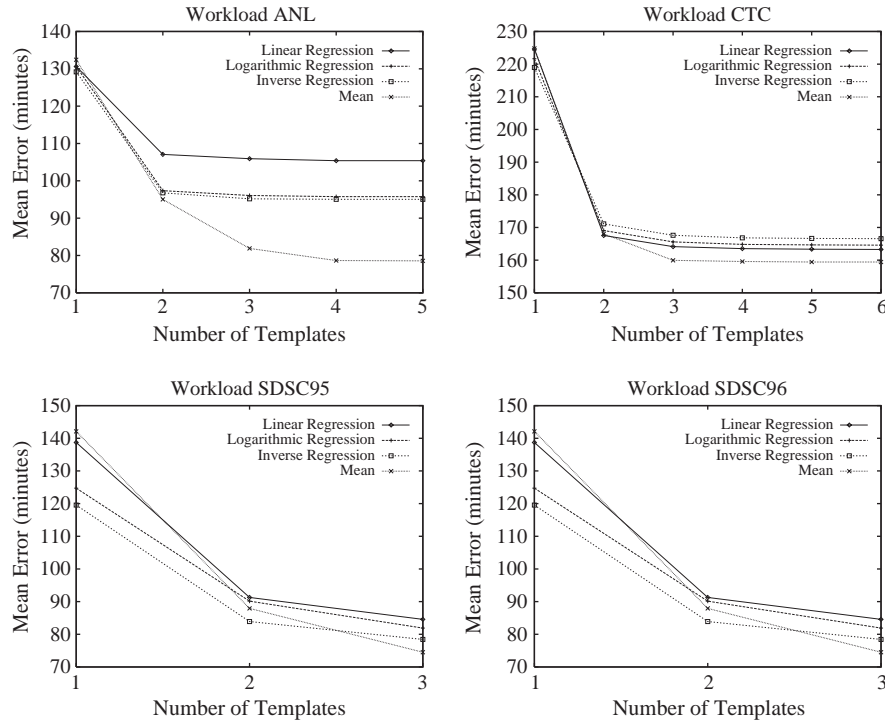 Workload ANL
Mean Error (minutes)
140
130
120
110
100
90
80
70
Linear Regression
Logarithmic Regression
Inverse Regression
Mean
1 2 3 4 5
Number of Templates
Workload CTC
Mean Error (minutes)
230
220
210
200
190
180
170
160
150
Linear Regression
Logarithmic Regression
Inverse Regression
Mean
1 2 3 4 5 6
Number of Templates
Workload SDSC95
Mean Error (minutes)
150
140
130
120
110
100
90
80
70
Linear Regression
Logarithmic Regression
Inverse Regression
Mean
1 2 3
Number of Templates
Workload SDSC96
Mean Error (minutes)
150
140
130
120
110
100
90
80
70
Linear Regression
Logarithmic Regression
Inverse Regression
Mean
1 2 3
Number of Templates